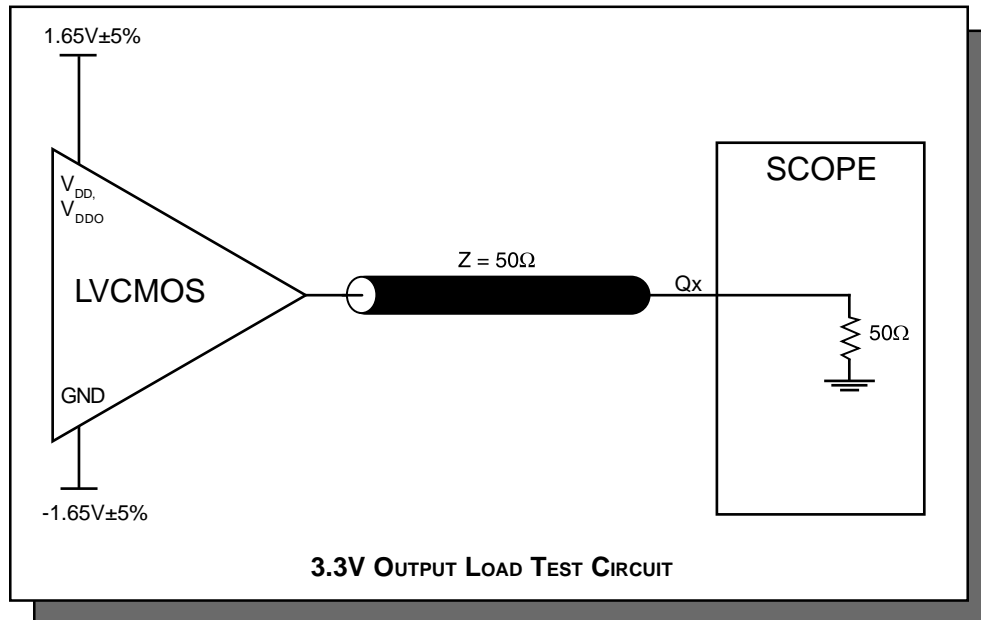 1.65V±5%
SCOPE
VDD,
VDDO
Z = 50Ω
LVCMOS
Qx
50Ω
GND
-1.65V±5%
3.3V OUTPUT LOAD TEST CIRCUIT